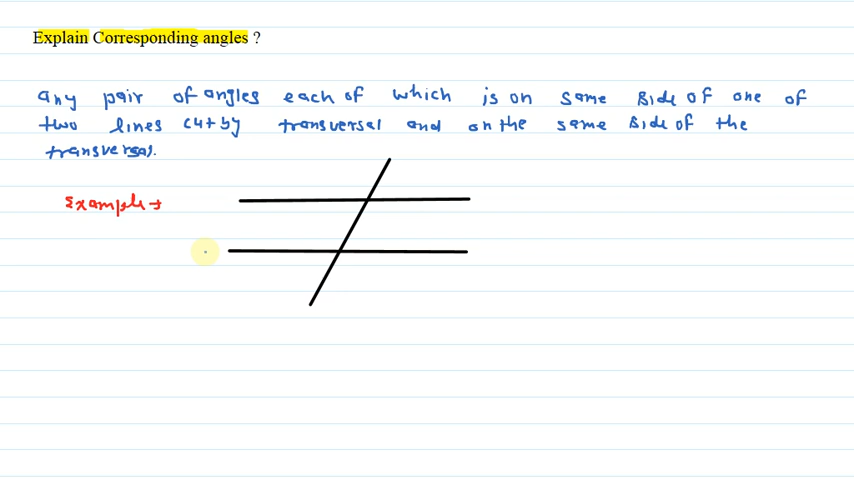 Explain Corresponding angles ?
any pair of angles each of which is on same side of one of
two lines cut by transversal and on the same side of the
transversal.
Example →